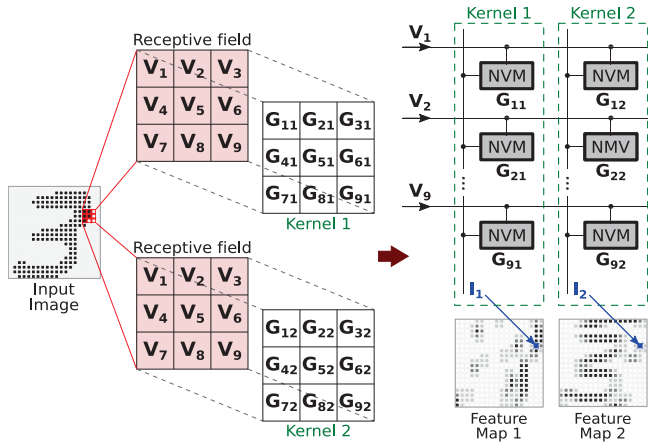 Receptive field
V1 V2 V3
V4 V5 V6
V7 V8 V9
G11 G21 G31
G41 G51 G61
G71 G81 G91
Kernel 1
Input
Image
Receptive field
V1 V2 V3
V4 V5 V6
V7 V8 V9
G12 G22 G32
G42 G52 G62
G72 G82 G92
Kernel 2
Kernel 1 Kernel 2
V1
NVM NVM
G11 G12
V2
NVM NMV
G21 G22
V9
NVM NVM
G91 G92
I1 I2
Feature
Map 1
Feature
Map 2